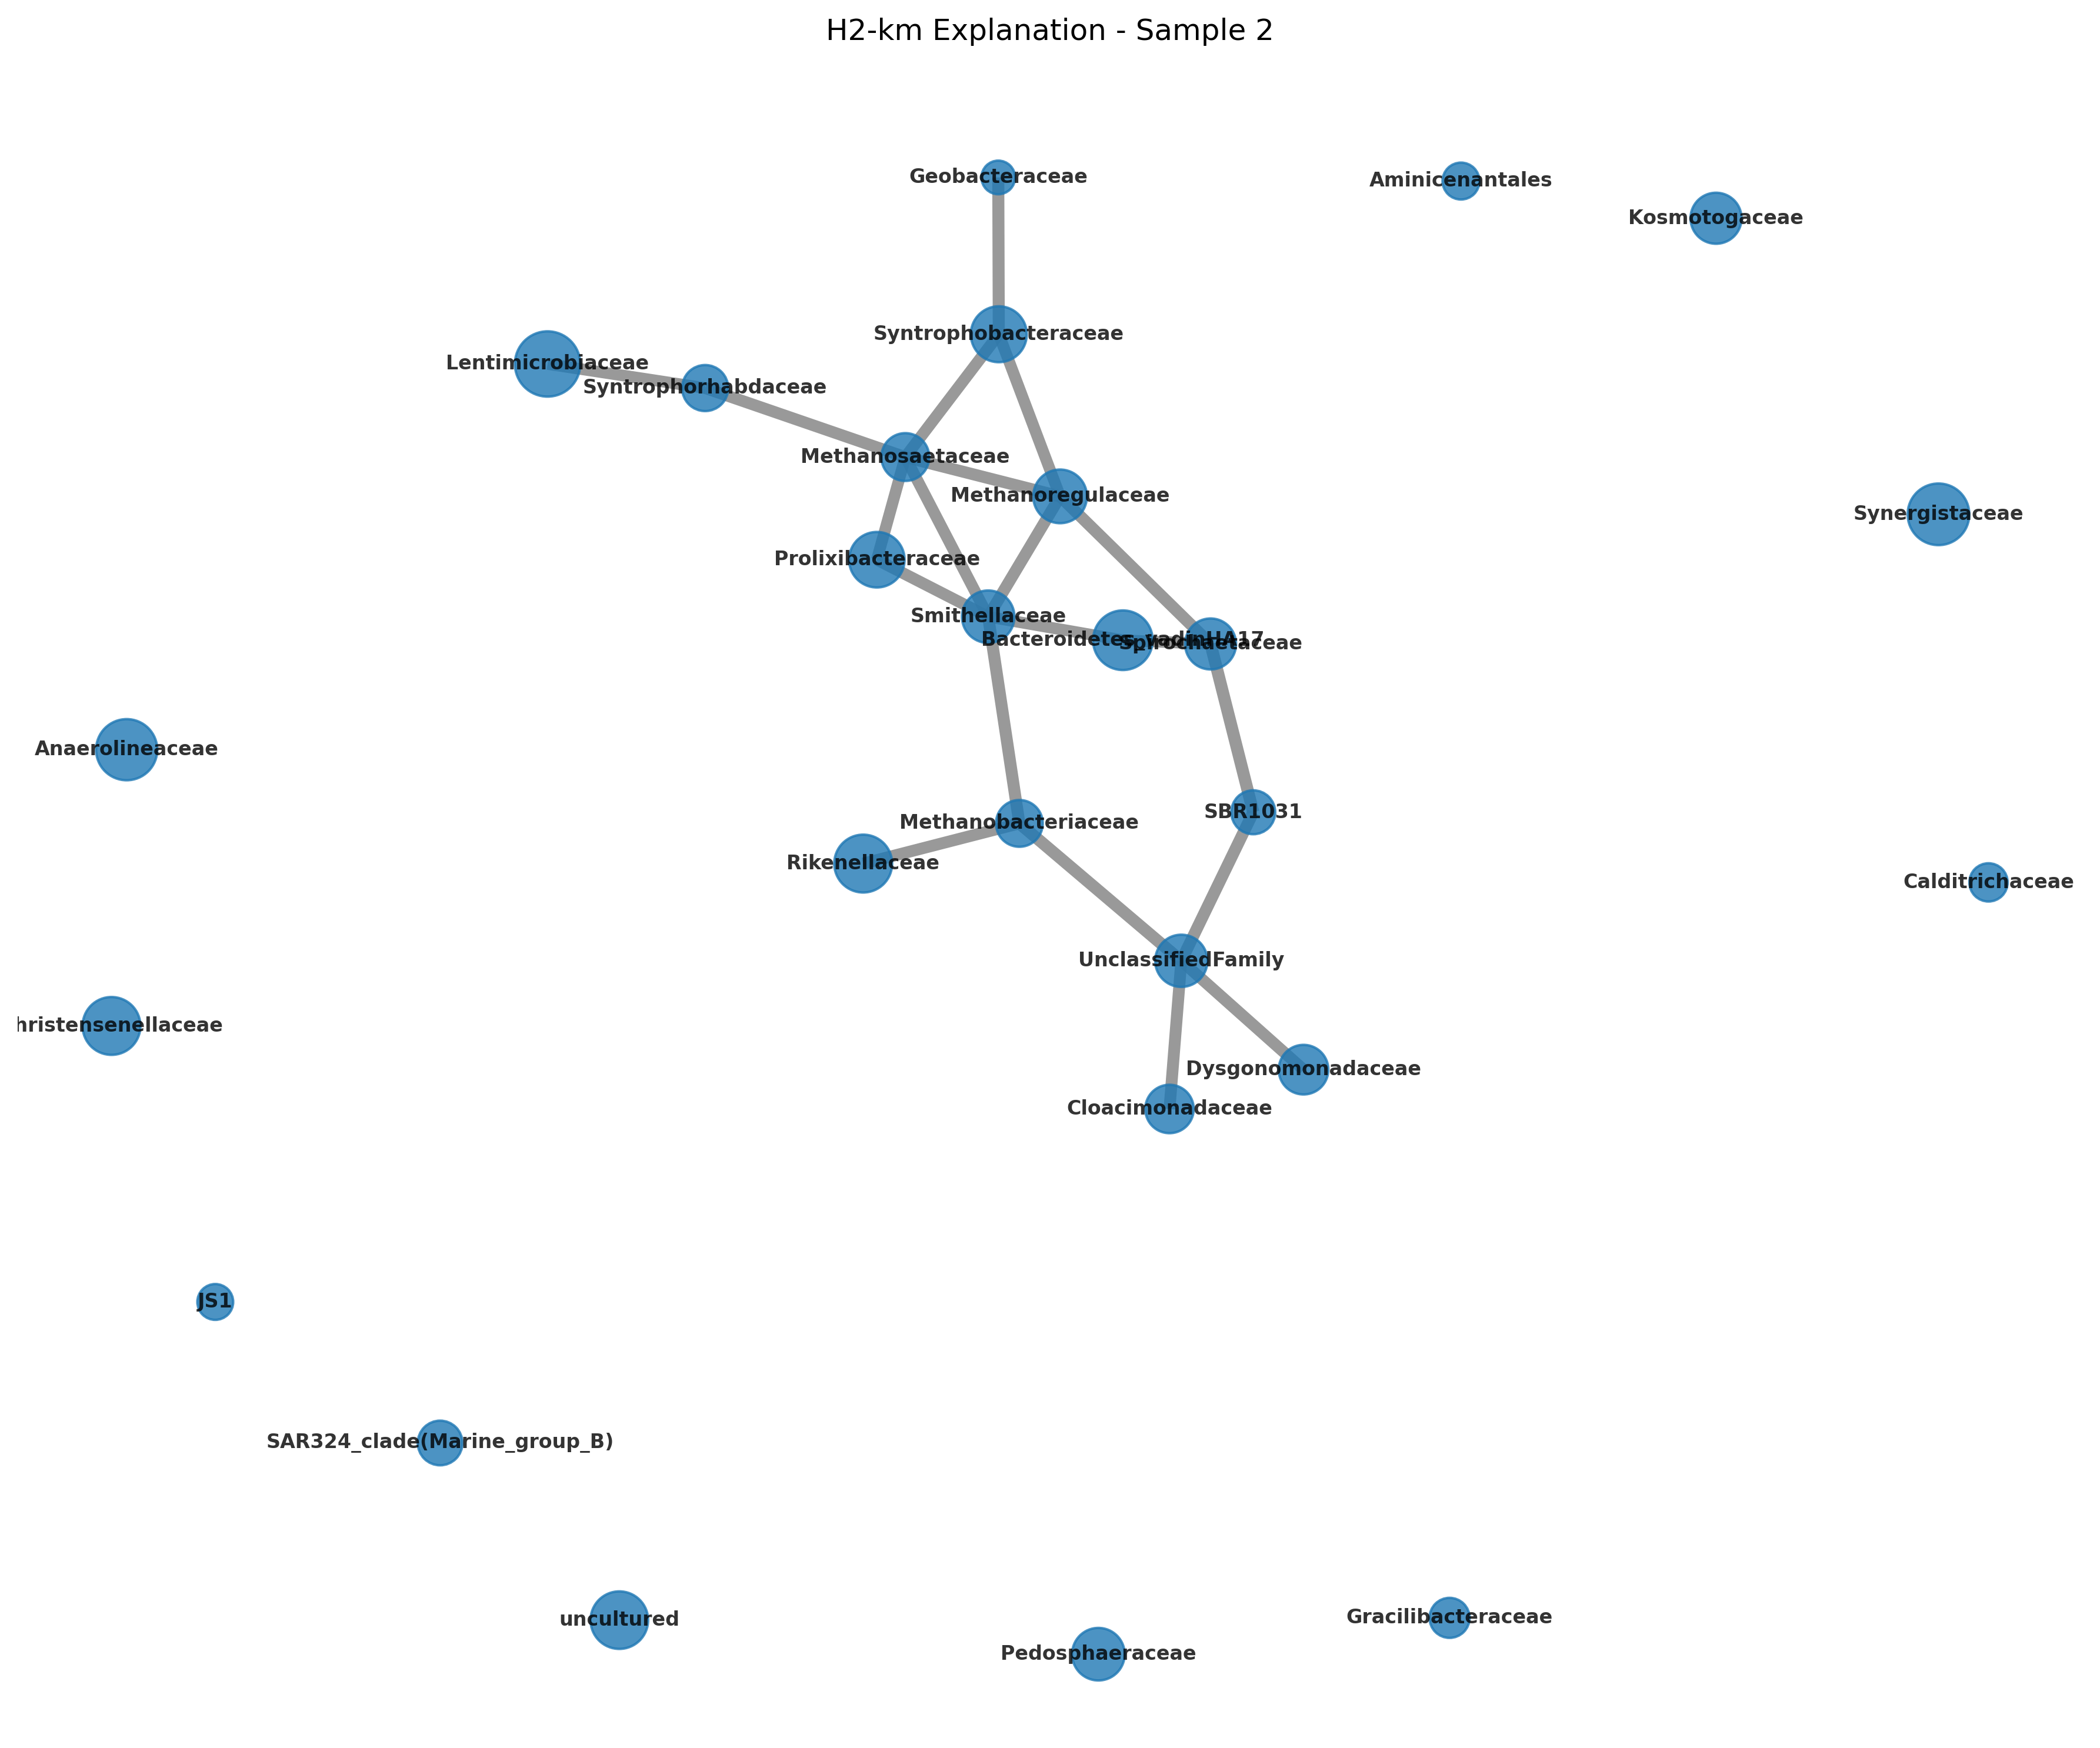 H2-km Explanation - Sample 2
Geobacteraceae
Aminicenantales
Kosmotogaceae
Syntrophobacteraceae
Lentimicrobiaceae
Syntrophorhabdaceae
Methanosaetaceae
Methanoregulaceae
Synergistaceae
Prolixibacteraceae
Smithellaceae
Bacteroidetes_vadinHA17
Spirochaetaceae
Anaerolineaceae
SBR1031
Methanobacteriaceae
Rikenellaceae
Calditrichaceae
UnclassifiedFamily
hristensenellaceae
Dysgonomonadaceae
Cloacimonadaceae
JS1
SAR324_clade(Marine_group_B)
uncultured
Gracilibacteraceae
Pedosphaeraceae